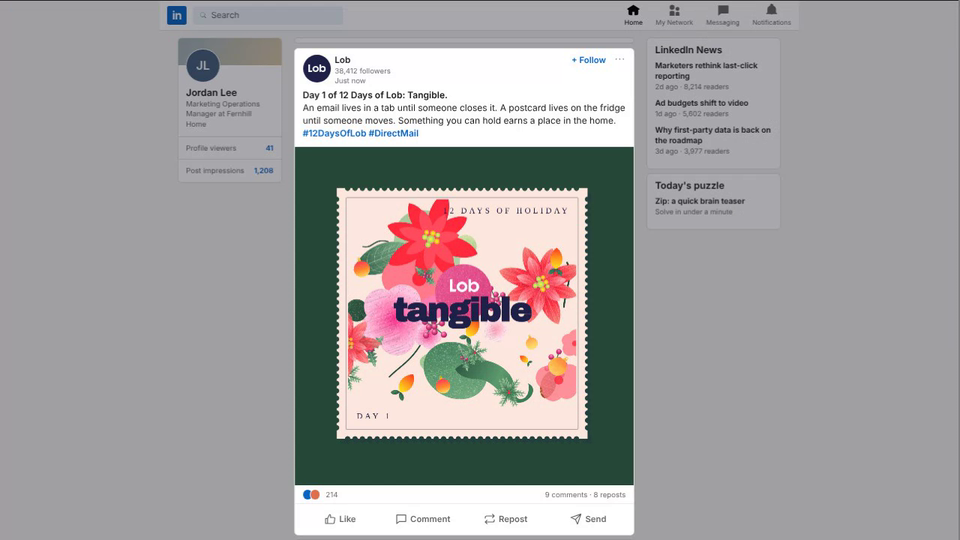 in
Search
Home
My Network
Messaging
Notifications
JL
Jordan Lee
Marketing Operations
Manager at Fernhill
Home
Profile viewers 41
Post impressions 1,206
Lob
Lob
38,412 followers
Just now
+ Follow
Day 1 of 12 Days of Lob: Tangible.
An email lives in a tab until someone closes it. A postcard lives on the fridge
until someone moves. Something you can hold earns a place in the home.
#12DaysOfLob #DirectMail
12 DAYS OF HOLIDAY
Lob
tangible
DAY 1
214
9 comments · 8 reposts
Like
Comment
Repost
Send
LinkedIn News
Marketers rethink last-click
reporting
2d ago · 8,214 readers
Ad budgets shift to video
1d ago · 5,602 readers
Why first-party data is back on
the roadmap
2d ago · 3,977 readers
Today's puzzle
Zip: a quick brain teaser
Solve in under a minute